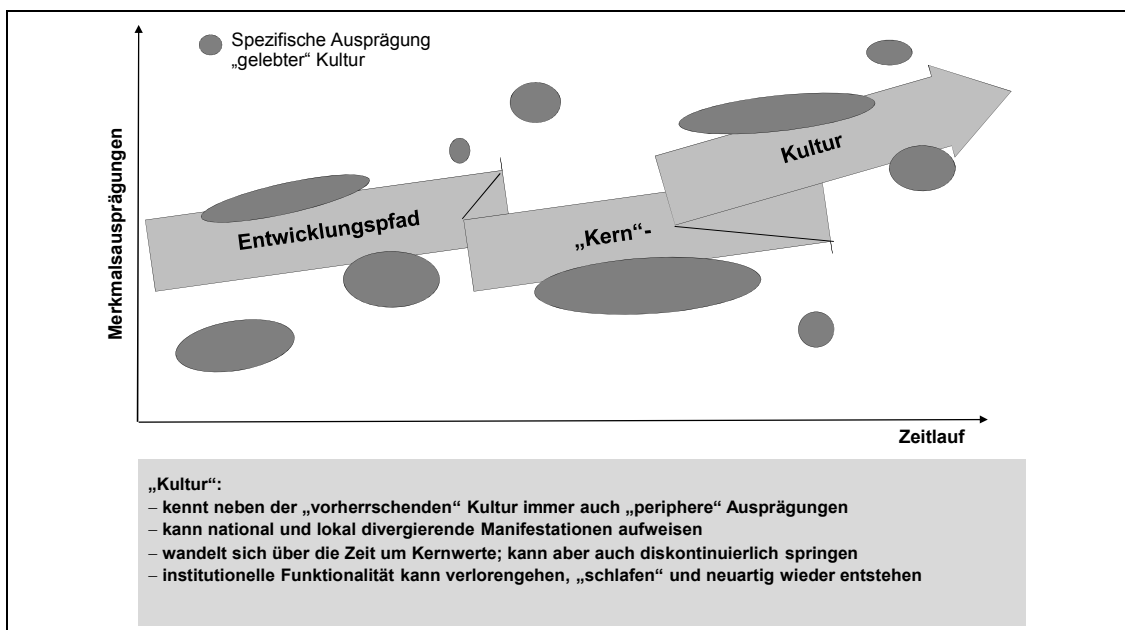 Spezifische Ausprägung
„gelebter“ Kultur
Merkmalsausprägungen
Entwicklungspfad
„Kern“-
Kultur
Zeitlauf
„Kultur“:
– kennt neben der „vorherrschenden“ Kultur immer auch „periphere“ Ausprägungen
– kann national und lokal divergierende Manifestationen aufweisen
– wandelt sich über die Zeit um Kernwerte; kann aber auch diskontinuierlich springen
– institutionelle Funktionalität kann verlorengehen, „schlafen“ und neuartig wieder entstehen